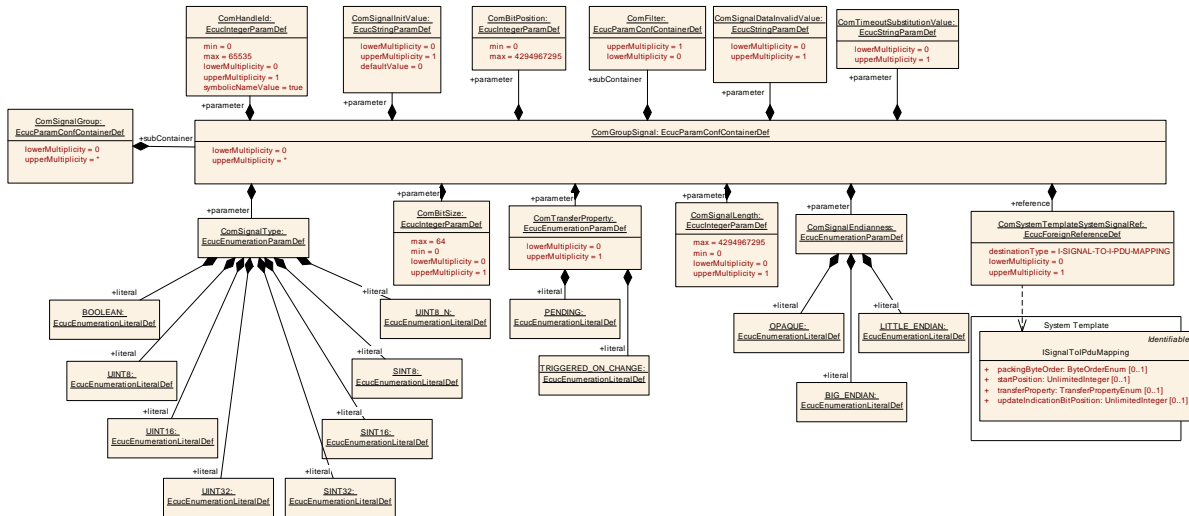 ComHandleId:
EcucIntegerParamDef
min = 0
max = 65535
lowerMultiplicity = 0
upperMultiplicity = 1
symbolicNameValue = true
+parameter
ComSignalInitValue:
EcucStringParamDef
lowerMultiplicity = 0
upperMultiplicity = 1
defaultValue = 0
+parameter
ComBitPosition:
EcucIntegerParamDef
min = 0
max = 4294967295
+parameter
ComFilter:
EcucParamConfContainerDef
upperMultiplicity = 1
lowerMultiplicity = 0
+subContainer
ComSignalDataInvalidValue:
EcucStringParamDef
lowerMultiplicity = 0
upperMultiplicity = 1
+parameter
ComTimeoutSubstitutionValue:
EcucStringParamDef
lowerMultiplicity = 0
upperMultiplicity = 1
+parameter
ComSignalGroup:
EcucParamConfContainerDef
lowerMultiplicity = 0
upperMultiplicity = *
+subContainer
ComGroupSignal: EcucParamConfContainerDef
lowerMultiplicity = 0
upperMultiplicity = *
+parameter
ComSignalType:
EcucEnumerationParamDef
+parameter
ComBitSize:
EcucIntegerParamDef
max = 64
min = 0
lowerMultiplicity = 0
upperMultiplicity = 1
+parameter
ComTransferProperty:
EcucEnumerationParamDef
lowerMultiplicity = 0
upperMultiplicity = 1
+parameter
ComSignalLength:
EcucIntegerParamDef
max = 4294967295
min = 0
lowerMultiplicity = 0
upperMultiplicity = 1
+parameter
ComSignalEndianness:
EcucEnumerationParamDef
+reference
ComSystemTemplateSystemSignalRef:
EcucForeignReferenceDef
destinationType = I-SIGNAL-TO-I-PDU-MAPPING
lowerMultiplicity = 0
upperMultiplicity = 1
+literal
BOOLEAN:
EcucEnumerationLiteralDef
+literal
UINT8_N:
EcucEnumerationLiteralDef
+literal
PENDING:
EcucEnumerationLiteralDef
+literal
OPAQUE:
EcucEnumerationLiteralDef
+literal
LITTLE_ENDIAN:
EcucEnumerationLiteralDef
System Template
Identifiable
ISignalToIPduMapping
+ packingByteOrder: ByteOrderEnum [0..1]
+ startPosition: UnlimitedInteger [0..1]
+ transferProperty: TransferPropertyEnum [0..1]
+ updateIndicationBitPosition: UnlimitedInteger [0..1]
+literal
UINT8:
EcucEnumerationLiteralDef
+literal
SINT8:
EcucEnumerationLiteralDef
+literal
TRIGGERED_ON_CHANGE:
EcucEnumerationLiteralDef
+literal
BIG_ENDIAN:
EcucEnumerationLiteralDef
+literal
UINT16:
EcucEnumerationLiteralDef
+literal
SINT16:
EcucEnumerationLiteralDef
+literal
UINT32:
EcucEnumerationLiteralDef
+literal
SINT32:
EcucEnumerationLiteralDef